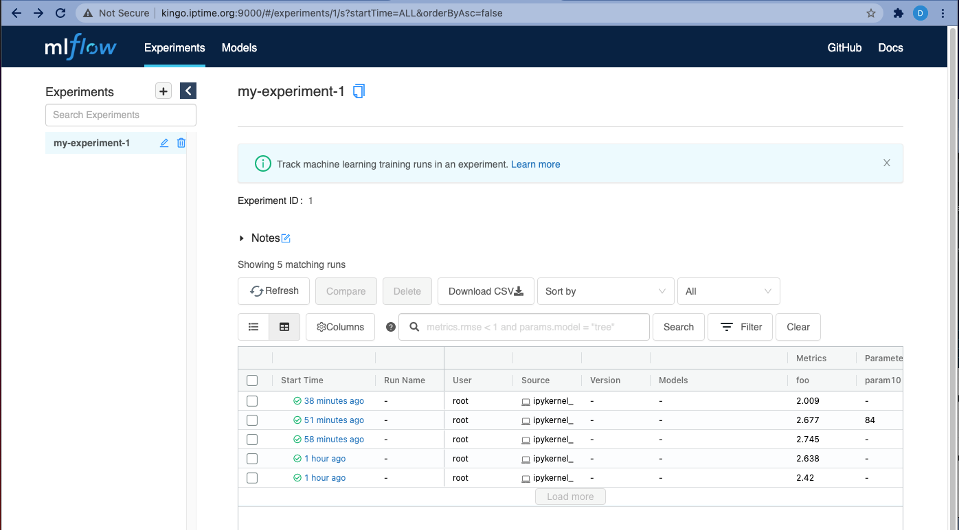 Not Secure kingo.iptime.org:9000/#/experiments/1/s?startTime=ALL&orderByAsc=false D
mlflow Experiments Models GitHub Docs
Experiments
Search Experiments
my-experiment-1
my-experiment-1
Track machine learning training runs in an experiment. Learn more
Experiment ID: 1
Notes
Showing 5 matching runs
Refresh Compare Delete Download CSV Sort by All
Columns metrics.rmse < 1 and params.model = "tree" Search Filter Clear
Metrics Paramete
Start Time Run Name User Source Version Models foo param10
38 minutes ago - root ipykernel_ - - 2.009 -
51 minutes ago - root ipykernel_ - - 2.677 84
58 minutes ago - root ipykernel_ - - 2.745 -
1 hour ago - root ipykernel_ - - 2.638 -
1 hour ago - root ipykernel_ - - 2.42 -
Load more